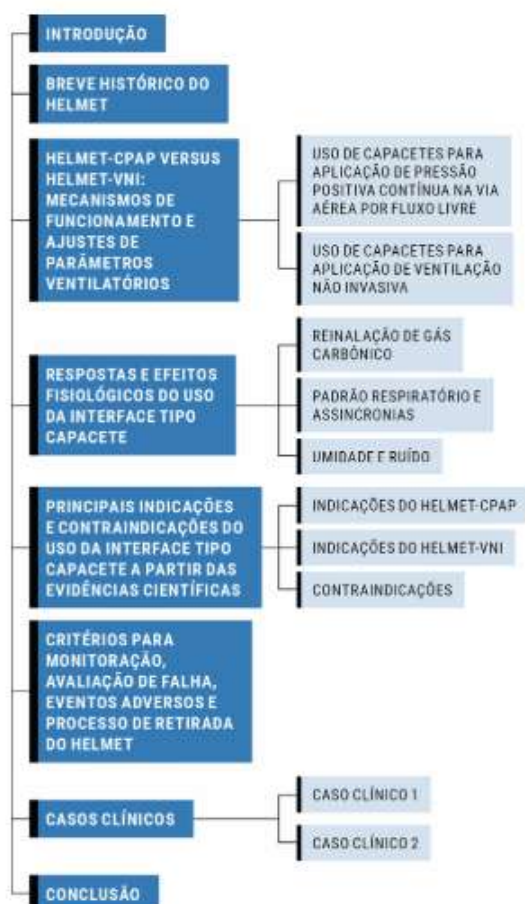 INTRODUÇÃO
BREVE HISTÓRICO DO
HELMET
HELMET-CPAP VERSUS
HELMET-VNI:
MECANISMOS DE
FUNCIONAMENTO E
AJUSTES DE
PARÂMETROS
VENTILATÓRIOS
USO DE CAPACETES PARA
APLICAÇÃO DE PRESSÃO
POSITIVA CONTÍNUA NA VIA
AÉREA POR FLUXO LIVRE
USO DE CAPACETES PARA
APLICAÇÃO DE VENTILAÇÃO
NÃO INVASIVA
RESPOSTAS E EFEITOS
FISIOLÓGICOS DO USO
DA INTERFACE TIPO
CAPACETE
REINALAÇÃO DE GÁS
CARBÔNICO
PADRÃO RESPIRATÓRIO E
ASSINCRONIAS
UMIDADE E RUÍDO
PRINCIPAIS INDICAÇÕES
E CONTRAINDICAÇÕES DO
USO DA INTERFACE TIPO
CAPACETE A PARTIR DAS
EVIDÊNCIAS CIENTÍFICAS
INDICAÇÕES DO HELMET-CPAP
INDICAÇÕES DO HELMET-VNI
CONTRAINDICAÇÕES
CRITÉRIOS PARA
MONITORAÇÃO,
AVALIAÇÃO DE FALHA,
EVENTOS ADVERSOS E
PROCESSO DE RETIRADA
DO HELMET
CASOS CLÍNICOS
CASO CLÍNICO 1
CASO CLÍNICO 2
CONCLUSÃO